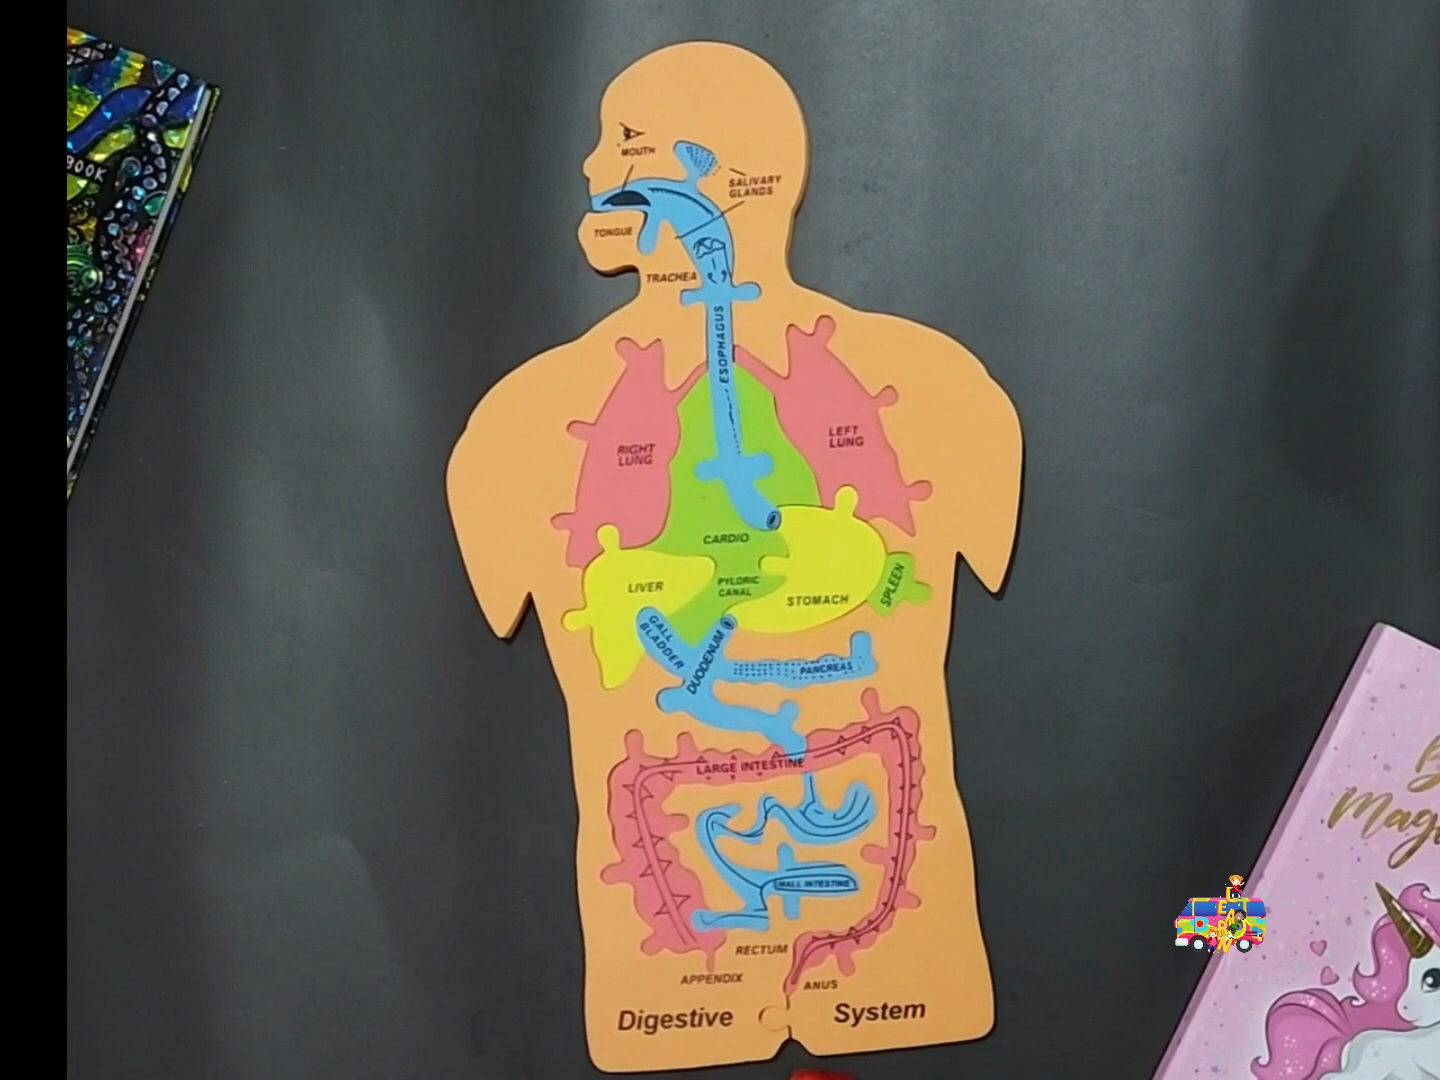 BOOK
MOUTH
SALIVARY
GLANDS
TONGUE
TRACHEA
ESOPHAGUS
RIGHT
LUNG
LEFT
LUNG
CARDIO
LIVER
PYLORIC
CANAL
STOMACH
SPLEEN
GALL
BLADDER
DUODENUM
PANCREAS
LARGE INTESTINE
MALL INTESTINE
RECTUM
APPENDIX
ANUS
Digestive System